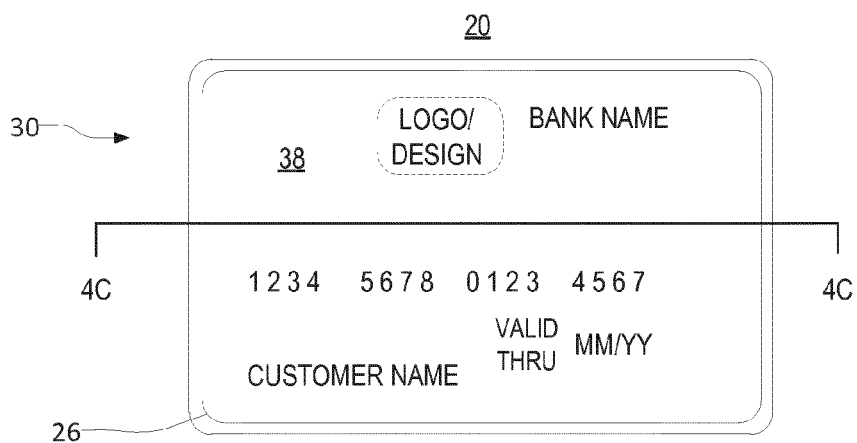 20
30
LOGO/
DESIGN
BANK NAME
38
4C
4C
1234 5678 0123 4567
VALID
THRU
MM/YY
CUSTOMER NAME
26